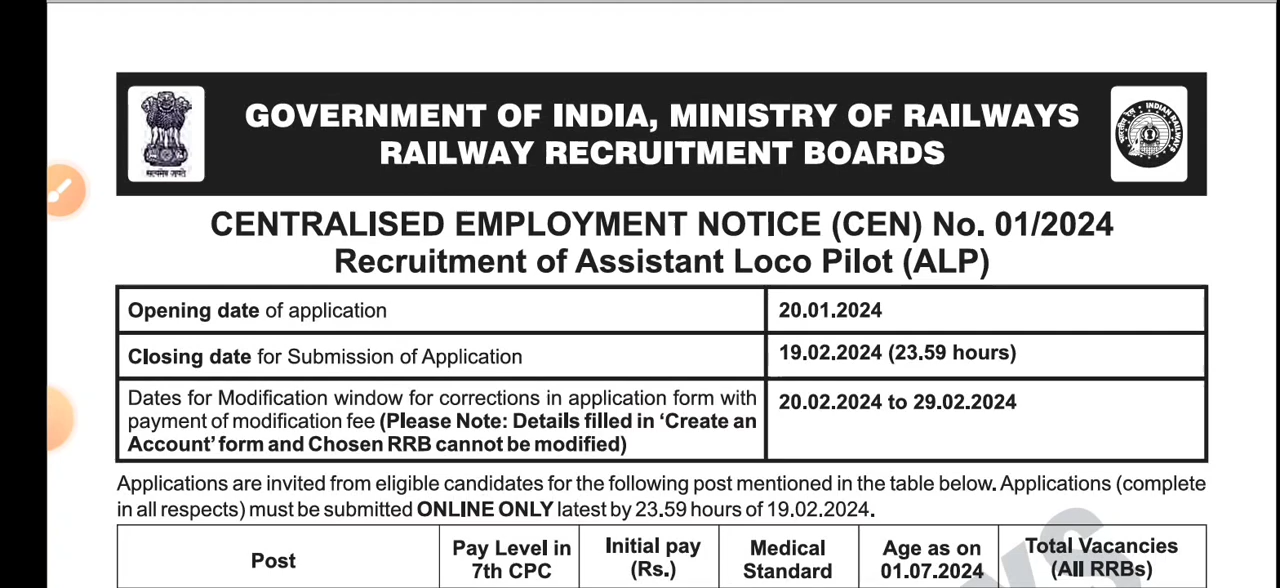 GOVERNMENT OF INDIA, MINISTRY OF RAILWAYS
RAILWAY RECRUITMENT BOARDS
सत्यमेव जयते
INDIAN RAILWAYS
CENTRALISED EMPLOYMENT NOTICE (CEN) No. 01/2024
Recruitment of Assistant Loco Pilot (ALP)
Opening date of application
20.01.2024
Closing date for Submission of Application
19.02.2024 (23.59 hours)
Dates for Modification window for corrections in application form with
payment of modification fee (Please Note: Details filled in ‘Create an
Account’ form and Chosen RRB cannot be modified)
20.02.2024 to 29.02.2024
Applications are invited from eligible candidates for the following post mentioned in the table below. Applications (complete
in all respects) must be submitted ONLINE ONLY latest by 23.59 hours of 19.02.2024.
Post
Pay Level in
7th CPC
Initial pay
(Rs.)
Medical
Standard
Age as on
01.07.2024
Total Vacancies
(All RRBs)